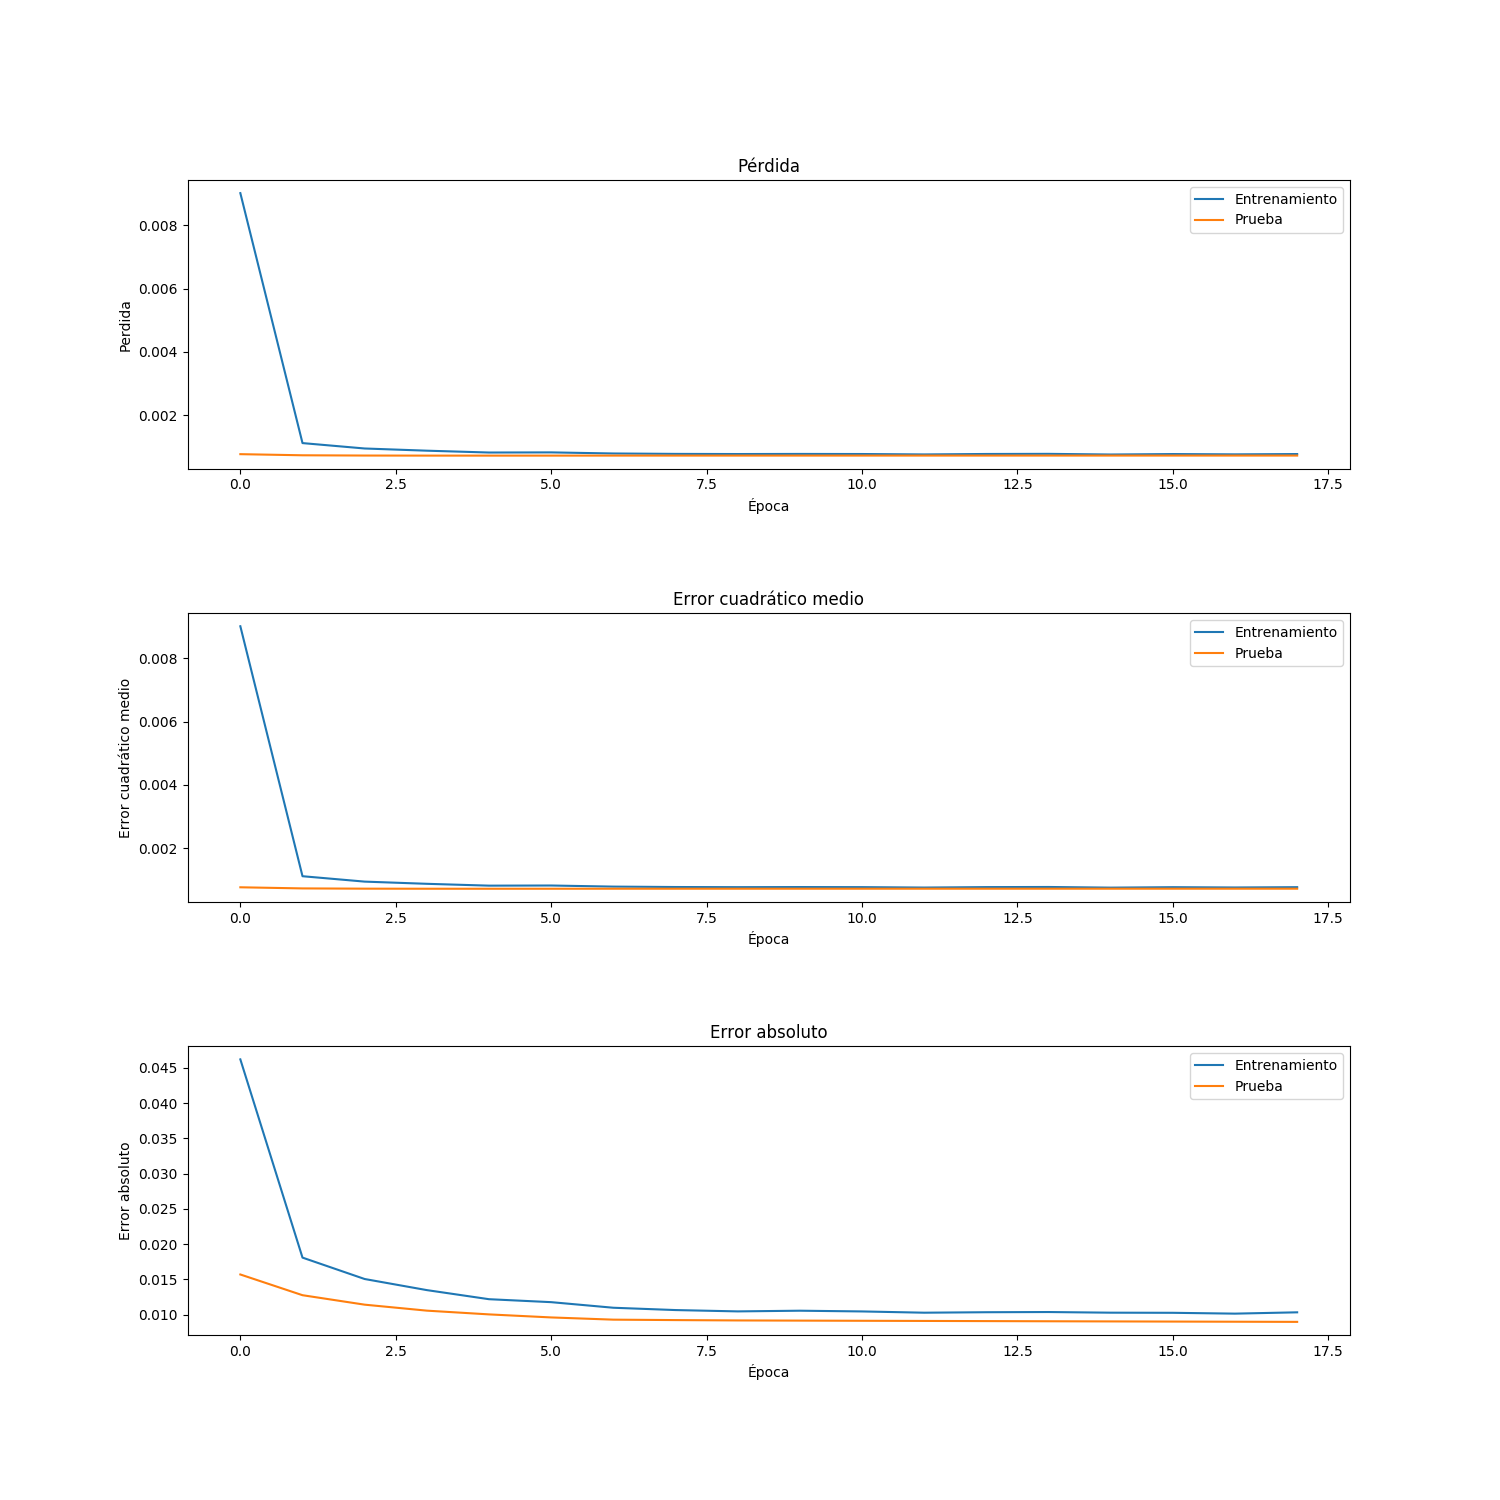 Pérdida
Perdida
0.008
0.006
0.004
0.002
Entrenamiento
Prueba
0.0 2.5 5.0 7.5 10.0 12.5 15.0 17.5
Época
Error cuadrático medio
Error cuadrático medio
0.008
0.006
0.004
0.002
Entrenamiento
Prueba
0.0 2.5 5.0 7.5 10.0 12.5 15.0 17.5
Época
Error absoluto
Error absoluto
0.045
0.040
0.035
0.030
0.025
0.020
0.015
0.010
Entrenamiento
Prueba
0.0 2.5 5.0 7.5 10.0 12.5 15.0 17.5
Época